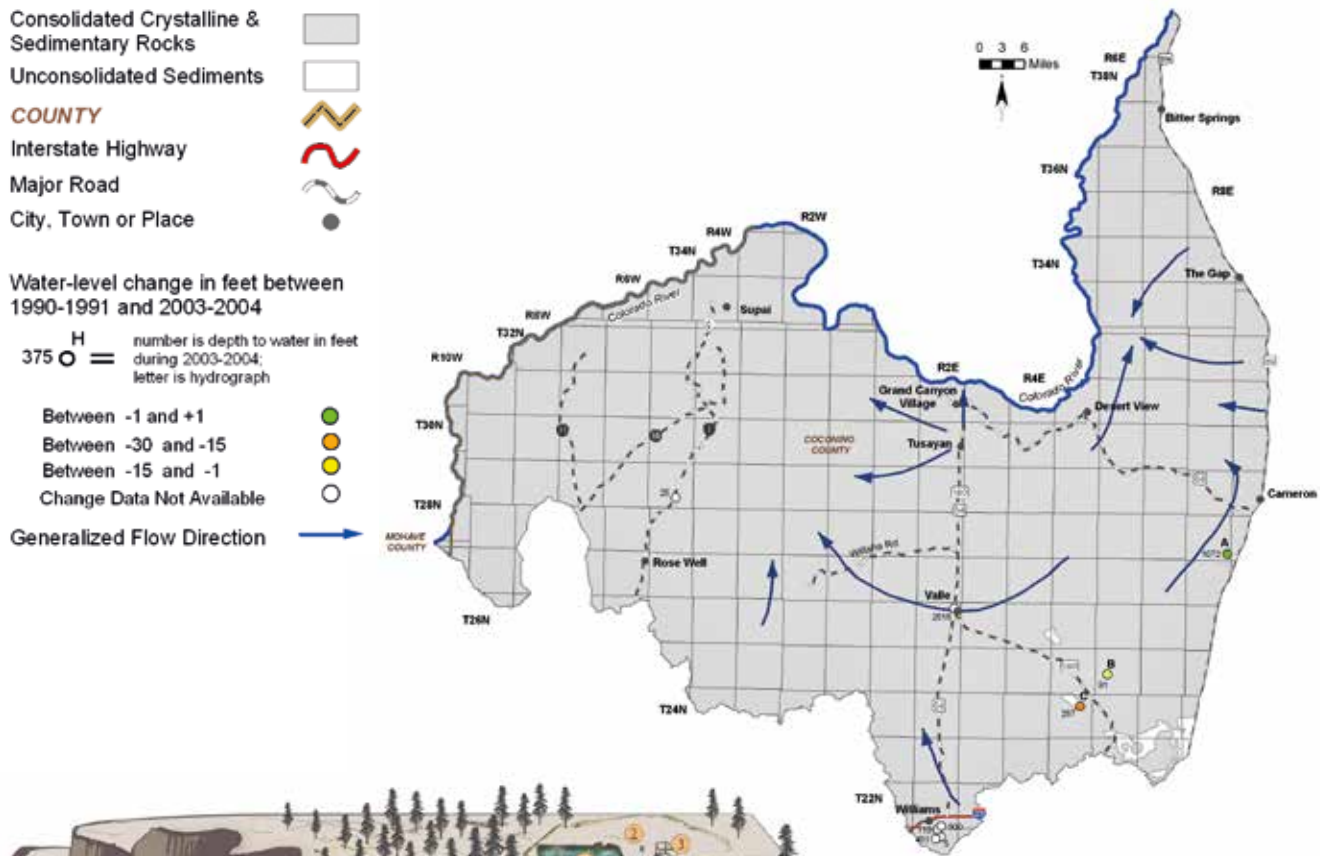 Consolidated Crystalline &
Sedimentary Rocks
Unconsolidated Sediments
COUNTY
Interstate Highway
Major Road
City, Town or Place
Water-level change in feet between
1990-1991 and 2003-2004
375 H = number is depth to water in feet
during 2003-2004;
letter is hydrograph
Between -1 and +1
Between -30 and -15
Between -15 and -1
Change Data Not Available
Generalized Flow Direction
0 3 6
Miles
R6E
T38N
Bitter Springs
T36N
R8E
R2W
R4W
T34N
T34N
The Gap
R6W
Colorado River
Supai
R8W
T32N
R10W
R2E
Grand Canyon
Village
R4E
Colorado River
Desert View
T30N
COCONINO
COUNTY
Tusayan
T28N
Cameron
MOHAVE
COUNTY
A
Rose Well
Valle
T26N
B
C
T24N
T22N
Williams
2
3